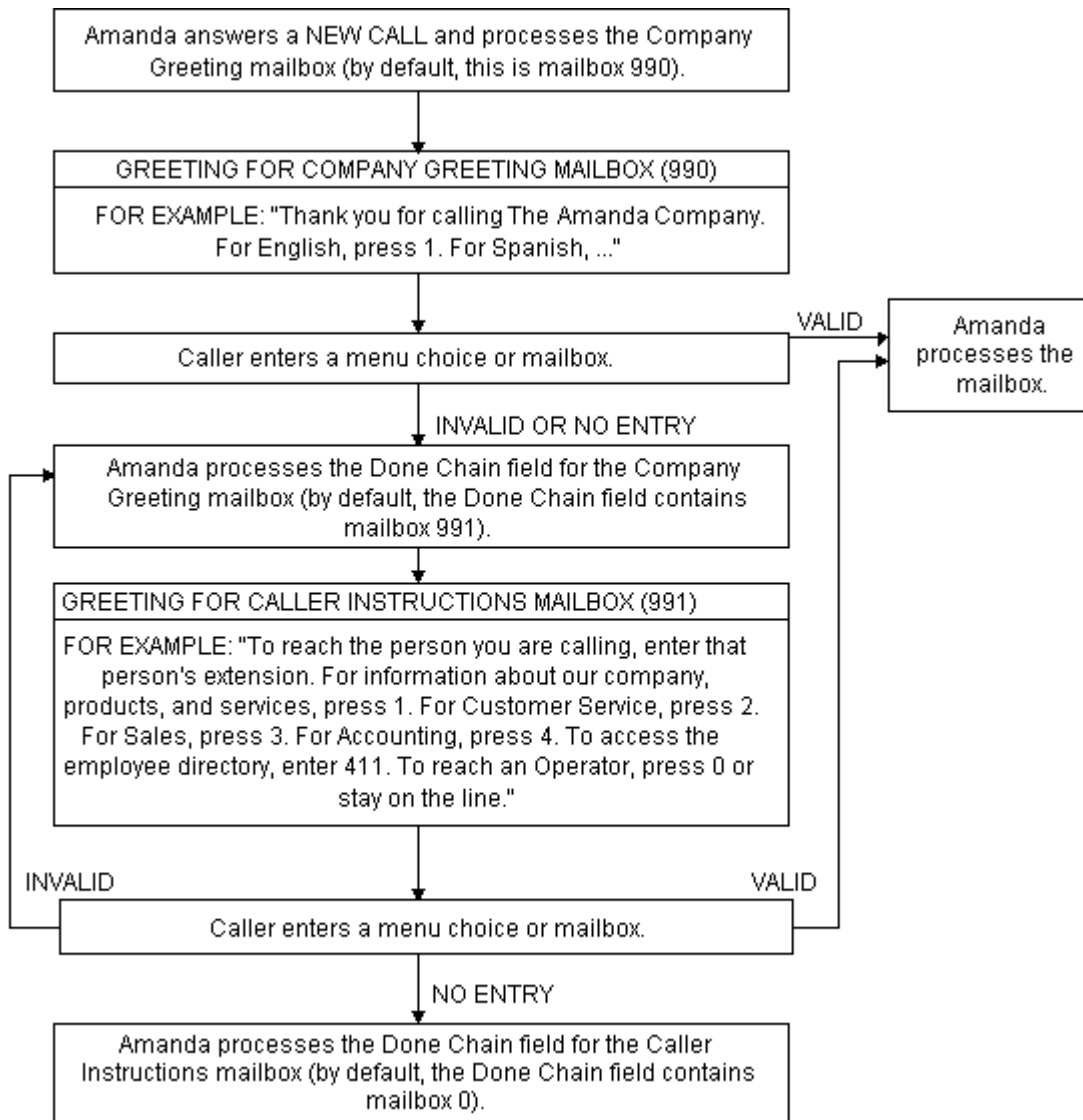 Amanda answers a NEW CALL and processes the Company
Greeting mailbox (by default, this is mailbox 990).
GREETING FOR COMPANY GREETING MAILBOX (990)
FOR EXAMPLE: "Thank you for calling The Amanda Company.
For English, press 1. For Spanish, ..."
VALID
Amanda
processes the
mailbox.
Caller enters a menu choice or mailbox.
INVALID OR NO ENTRY
Amanda processes the Done Chain field for the Company
Greeting mailbox (by default, the Done Chain field contains
mailbox 991).
GREETING FOR CALLER INSTRUCTIONS MAILBOX (991)
FOR EXAMPLE: "To reach the person you are calling, enter that
person's extension. For information about our company,
products, and services, press 1. For Customer Service, press 2.
For Sales, press 3. For Accounting, press 4. To access the
employee directory, enter 411. To reach an Operator, press 0 or
stay on the line."
INVALID
VALID
Caller enters a menu choice or mailbox.
NO ENTRY
Amanda processes the Done Chain field for the Caller
Instructions mailbox (by default, the Done Chain field contains
mailbox 0).